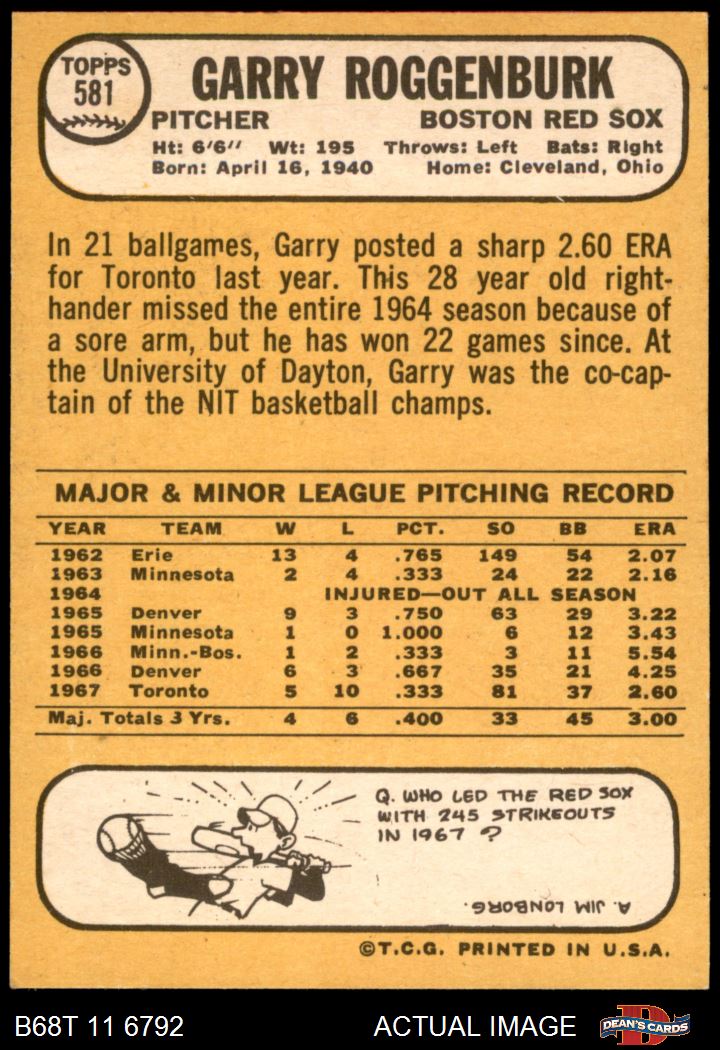 TOPPS
581
GARRY ROGGENBURK
PITCHER BOSTON RED SOX
Ht: 6'6" Wt: 195 Throws: Left Bats: Right
Born: April 16, 1940 Home: Cleveland, Ohio
In 21 ballgames, Garry posted a sharp 2.60 ERA
for Toronto last year. This 28 year old right-
hander missed the entire 1964 season because of
a sore arm, but he has won 22 games since. At
the University of Dayton, Garry was the co-cap-
tain of the NIT basketball champs.
MAJOR & MINOR LEAGUE PITCHING RECORD
YEAR TEAM W L PCT. SO BB ERA
1962 Erie 13 4 .765 149 54 2.07
1963 Minnesota 2 4 .333 24 22 2.16
1964 INJURED—OUT ALL SEASON
1965 Denver 9 3 .750 63 29 3.22
1965 Minnesota 1 0 1.000 6 12 3.43
1966 Minn.-Bos. 1 2 .333 3 11 5.54
1966 Denver 6 3 .667 35 21 4.25
1967 Toronto 5 10 .333 81 37 2.60
Maj. Totals 3 Yrs. 4 6 .400 33 45 3.00
Q. WHO LED THE RED SOX
WITH 245 STRIKEOUTS
IN 1967 ?
A. JIM LONBORG.
©T.C.G. PRINTED IN U.S.A.
B68T 11 6792 ACTUAL IMAGE DEAN'S CARDS